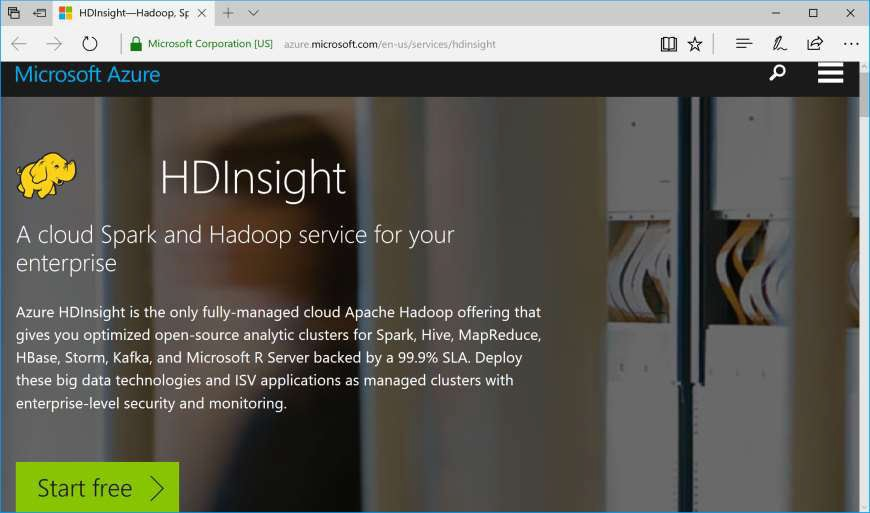 HDInsight—Hadoop, Sp
Microsoft Corporation [US] azure.microsoft.com/en-us/services/hdinsight
Microsoft Azure
HDInsight
A cloud Spark and Hadoop service for your
enterprise
Azure HDInsight is the only fully-managed cloud Apache Hadoop offering that
gives you optimized open-source analytic clusters for Spark, Hive, MapReduce,
HBase, Storm, Kafka, and Microsoft R Server backed by a 99.9% SLA. Deploy
these big data technologies and ISV applications as managed clusters with
enterprise-level security and monitoring.
Start free